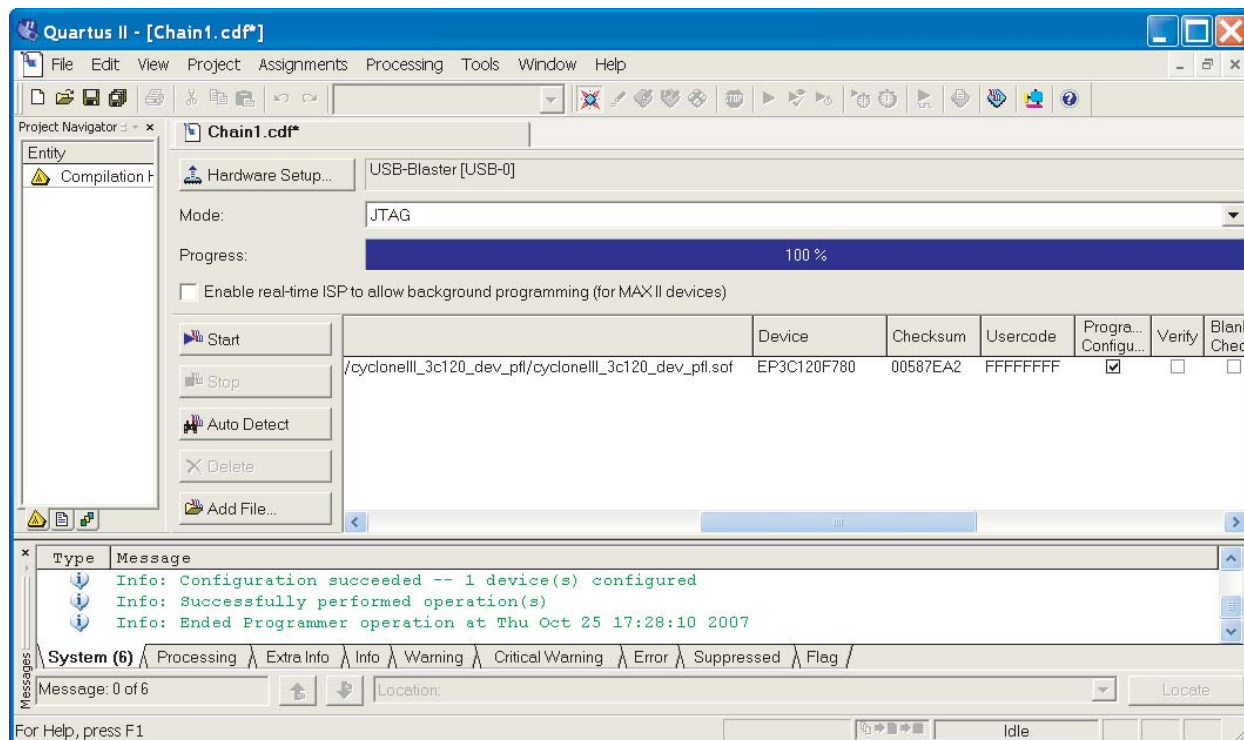 Quartus II - [Chain1.cdf*]
File Edit View Project Assignments Processing Tools Window Help
STOP
Project Navigator
Chain1.cdf*
Entity
Compilation H
Hardware Setup...
USB-Blaster [USB-0]
Mode:
JTAG
Progress:
100 %
Enable real-time ISP to allow background programming (for MAX II devices)
Start
Stop
Auto Detect
Delete
Add File...
Device Checksum Usercode Progra... Configu... Verify Blank Chec
/cycloneIII_3c120_dev_pfl/cycloneIII_3c120_dev_pfl.sof EP3C120F780 00587EA2 FFFFFFFF
Type Message
Info: Configuration succeeded -- 1 device(s) configured
Info: Successfully performed operation(s)
Info: Ended Programmer operation at Thu Oct 25 17:28:10 2007
System (6) Processing Extra Info Info Warning Critical Warning Error Suppressed Flag
Messages
Message: 0 of 6
Location:
Locate
For Help, press F1
Idle